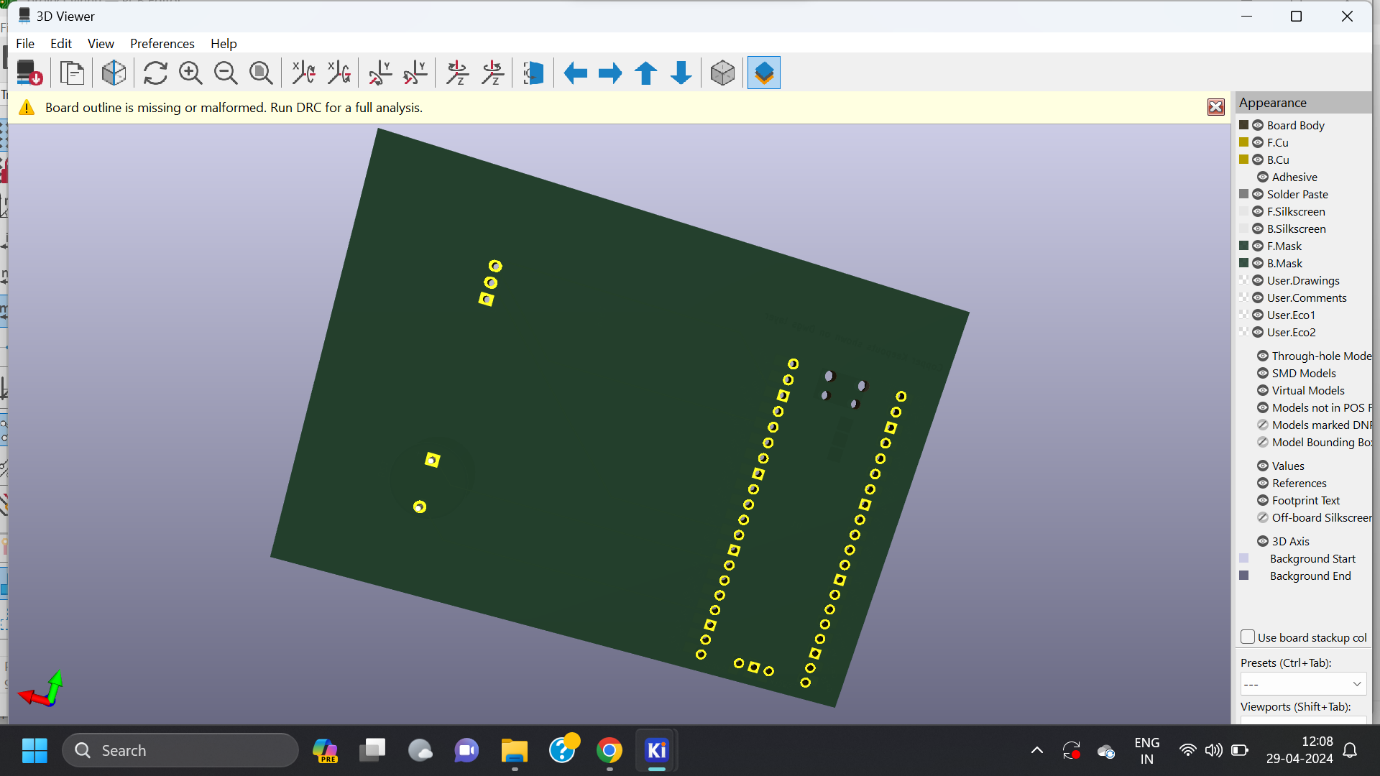 3D Viewer
File Edit View Preferences Help
Board outline is missing or malformed. Run DRC for a full analysis.
Appearance
Board Body
F.Cu
B.Cu
Adhesive
Solder Paste
F.Silkscreen
B.Silkscreen
F.Mask
B.Mask
User.Drawings
User.Comments
User.Eco1
User.Eco2
Through-hole Mode
SMD Models
Virtual Models
Models not in POS F
Models marked DNF
Model Bounding Bo
Values
References
Footprint Text
Off-board Silkscreen
3D Axis
Background Start
Background End
Use board stackup col
Presets (Ctrl+Tab):
---
Viewports (Shift+Tab):
Search
PRE
Ki
ENG
IN
12:08
29-04-2024